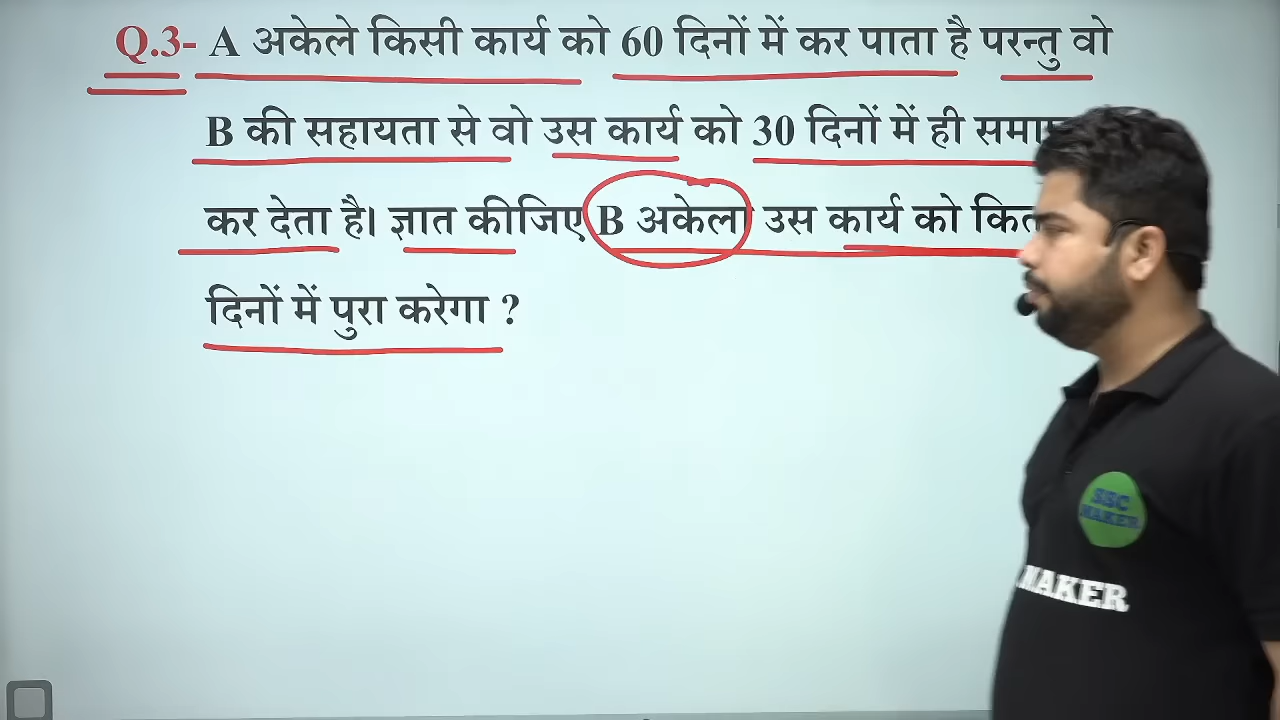 Q.3- A अकेले किसी कार्य को 60 दिनों में कर पाता है परन्तु वो
B की सहायता से वो उस कार्य को 30 दिनों में ही
कर देता है। ज्ञात कीजिए B अकेला उस कार्य को
दिनों में पुरा करेगा ?
SSC
MAKER
MAKER